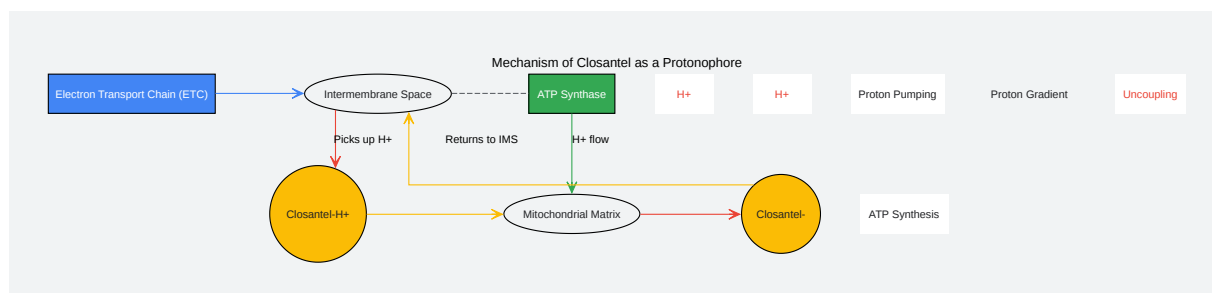 Mechanism of Closantel as a Protonophore
Electron Transport Chain (ETC)
Intermembrane Space
ATP Synthase
H+
H+
Proton Pumping
Proton Gradient
Uncoupling
Picks up H+
Returns to IMS
H+ flow
Closantel-H+
Mitochondrial Matrix
Closantel-
ATP Synthesis